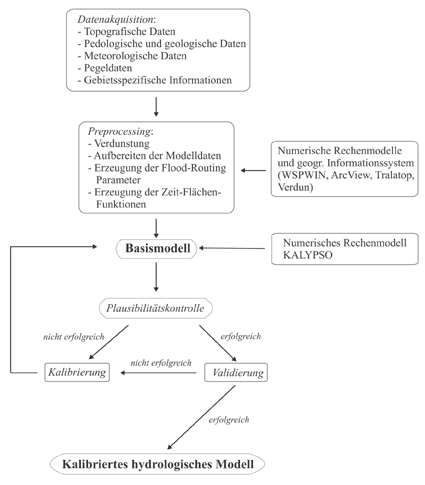 Datenakquisition:
- Topografische Daten
- Pedologische und geologische Daten
- Meteorologische Daten
- Pegeldaten
- Gebietsspezifische Informationen
Preprocessing:
- Verdunstung
- Aufbereiten der Modelldaten
- Erzeugung der Flood-Routing
Parameter
- Erzeugung der Zeit-Flächen-
Funktionen
Numerische Rechenmodelle
und geogr. Informationssystem
(WSPWIN, ArcView, Tralatop,
Verdun)
Basismodell
Numerisches Rechenmodell
KALYPSO
Plausibilitätskontrolle
nicht erfolgreich
erfolgreich
Kalibrierung
nicht erfolgreich
Validierung
erfolgreich
Kalibriertes hydrologisches Modell